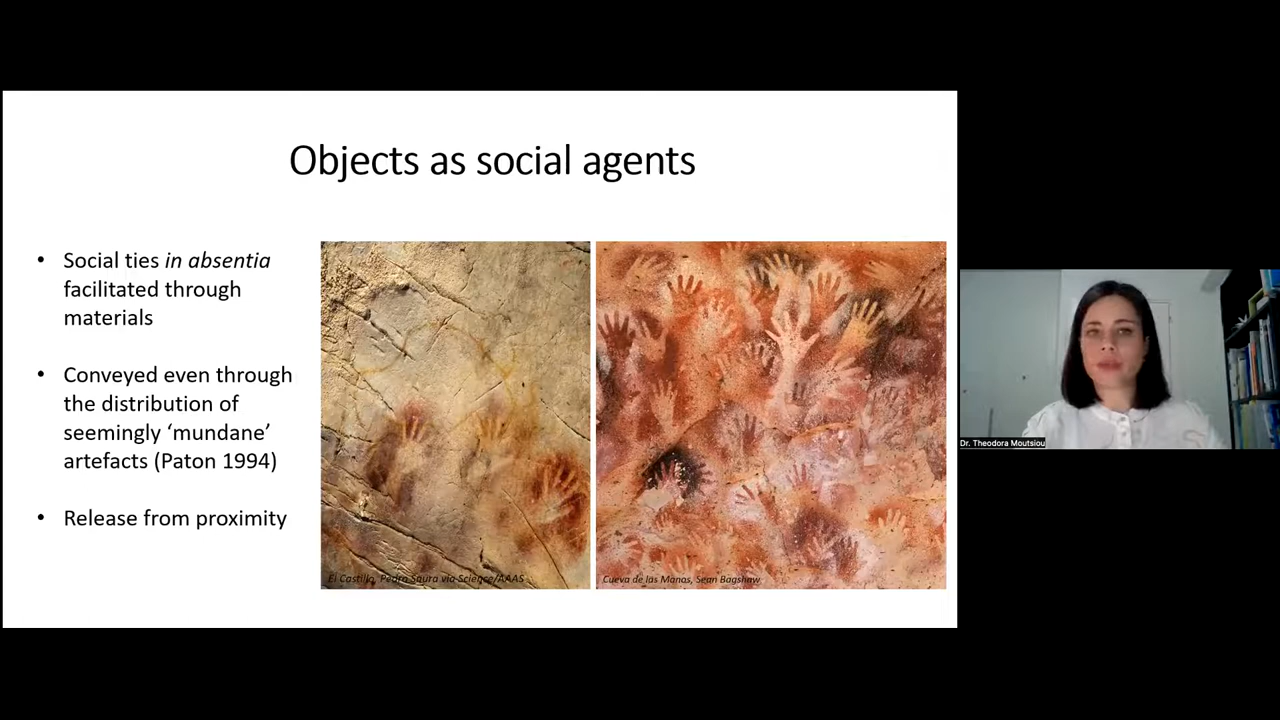 Objects as social agents
• Social ties in absentia
facilitated through
materials
• Conveyed even through
the distribution of
seemingly ‘mundane’
artefacts (Paton 1994)
• Release from proximity
El Castillo, Pedro Saura via Science/AAAS
Cueva de las Manos, Sean Bagshaw
Dr. Theodora Moutsiou